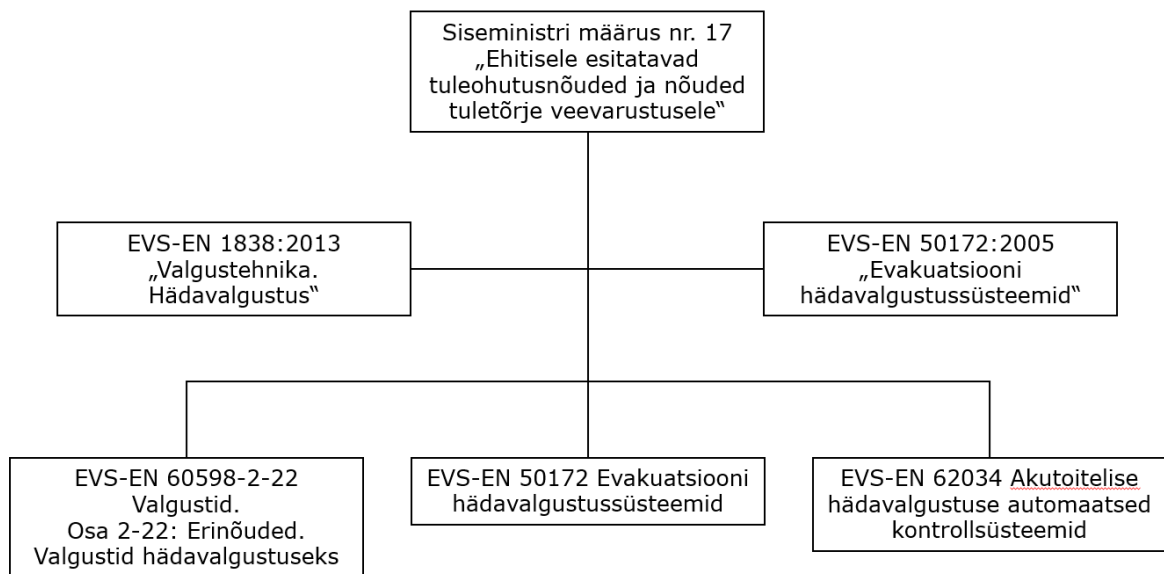 Siseministri määrus nr. 17
„Ehitisele esitatavad
tuleohutusnõuded ja nõuded
tuletõrje veevarustusele“
EVS-EN 1838:2013
„Valgustehnika.
Hädavalgustus“
EVS-EN 50172:2005
„Evakuatsiooni
hädavalgustussüsteemid“
EVS-EN 60598-2-22
Valgustid.
Osa 2-22: Erinõuded.
Valgustid hädavalgustuseks
EVS-EN 50172 Evakuatsiooni
hädavalgustussüsteemid
EVS-EN 62034 Akutoitelise
hädavalgustuse automaatsed
kontrollsüsteemid